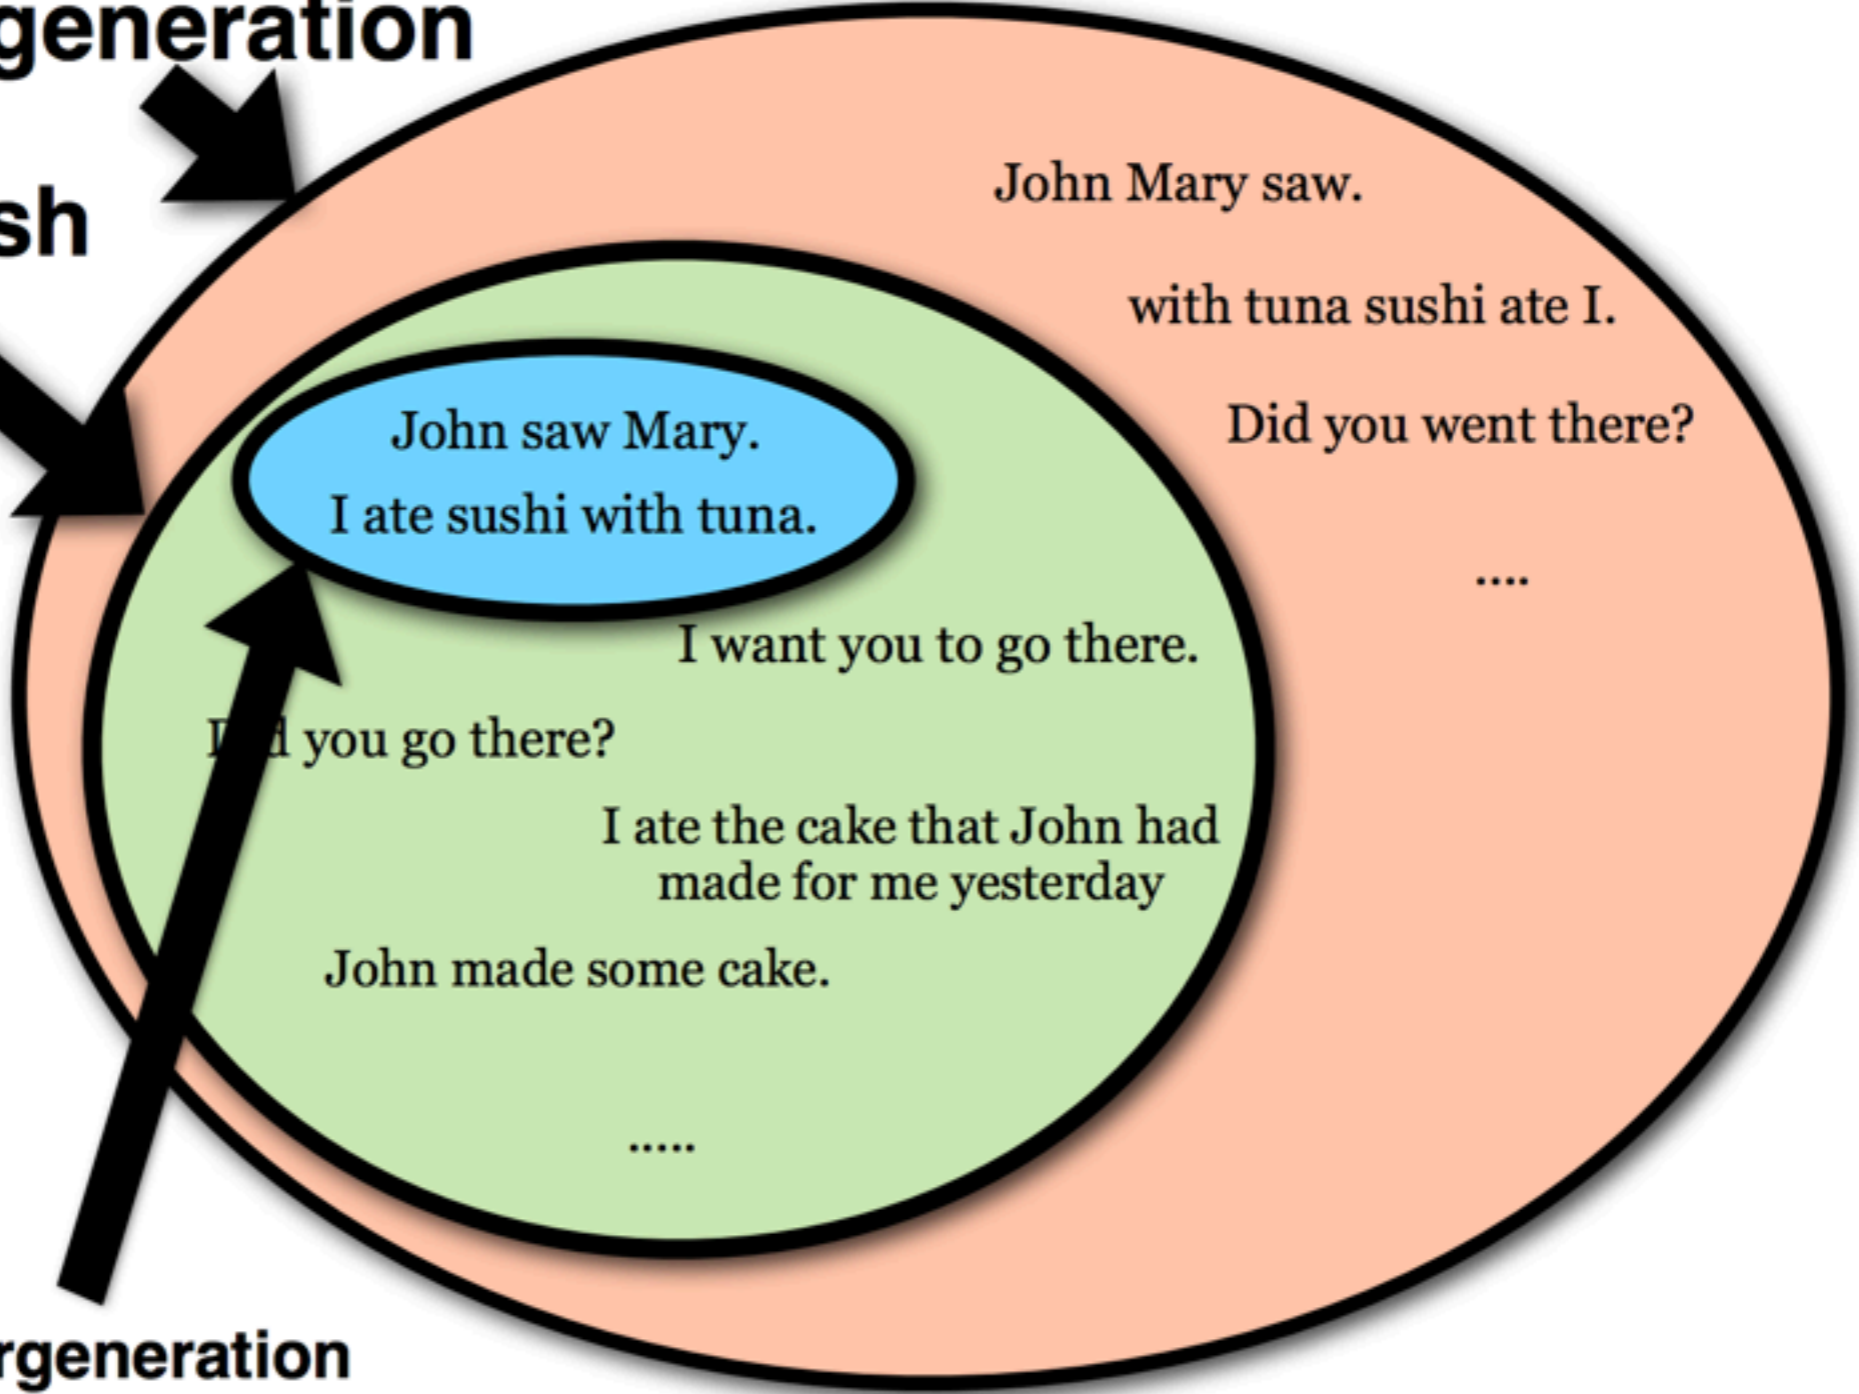 generation
sh
John Mary saw.
with tuna sushi ate I.
Did you went there?
....
John saw Mary.
I ate sushi with tuna.
I want you to go there.
you go there?
I ate the cake that John had
made for me yesterday
John made some cake.
.....
rgeneration